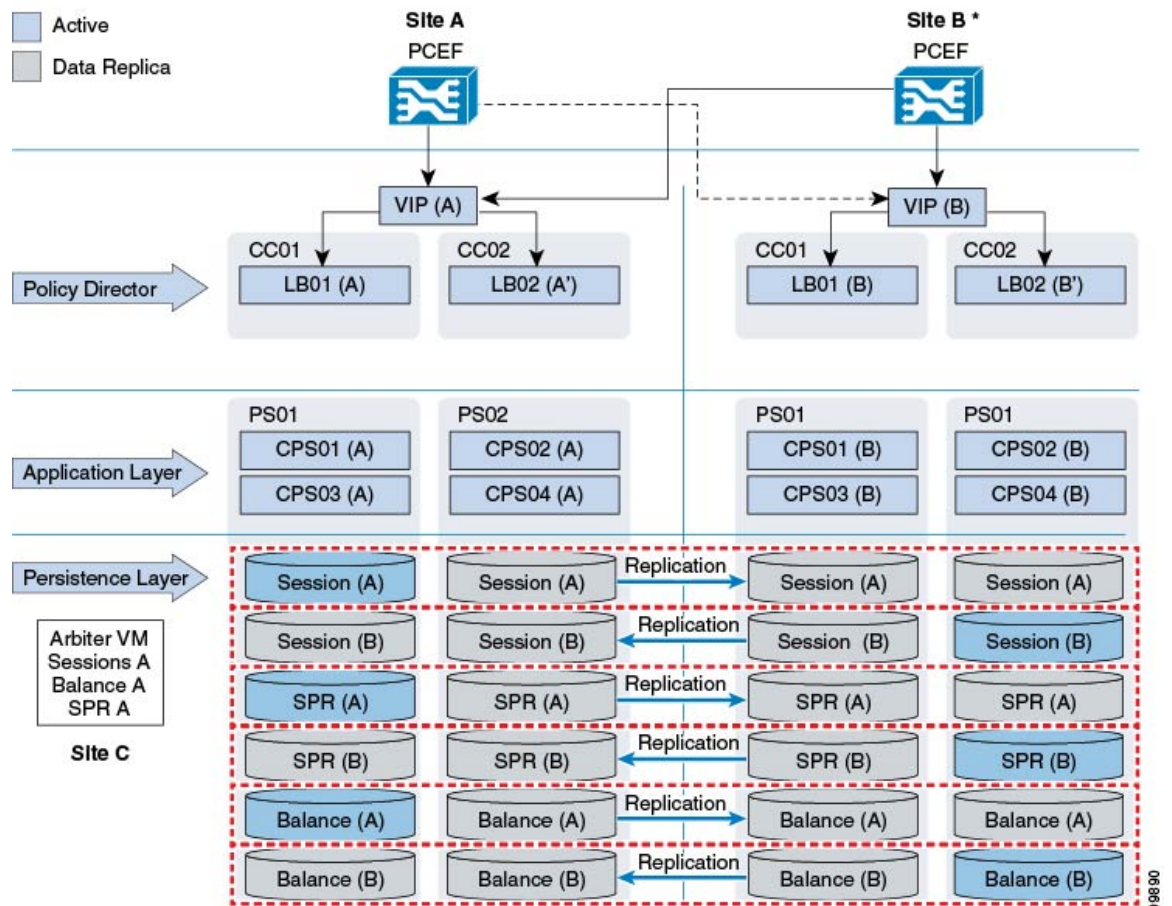 Active
Data Replica
Site A
PCEF
Site B *
PCEF
VIP (A)
VIP (B)
Policy Director
CC01
LB01 (A)
CC02
LB02 (A')
CC01
LB01 (B)
CC02
LB02 (B')
Application Layer
PS01
CPS01 (A)
CPS03 (A)
PS02
CPS02 (A)
CPS04 (A)
PS01
CPS01 (B)
CPS03 (B)
PS01
CPS02 (B)
CPS04 (B)
Persistence Layer
Session (A)
Session (A)
Replication
Session (A)
Session (A)
Session (B)
Session (B)
Replication
Session (B)
Session (B)
SPR (A)
SPR (A)
Replication
SPR (A)
SPR (A)
SPR (B)
SPR (B)
Replication
SPR (B)
SPR (B)
Balance (A)
Balance (A)
Replication
Balance (A)
Balance (A)
Balance (B)
Balance (B)
Replication
Balance (B)
Balance (B)
Arbiter VM
Sessions A
Balance A
SPR A
Site C